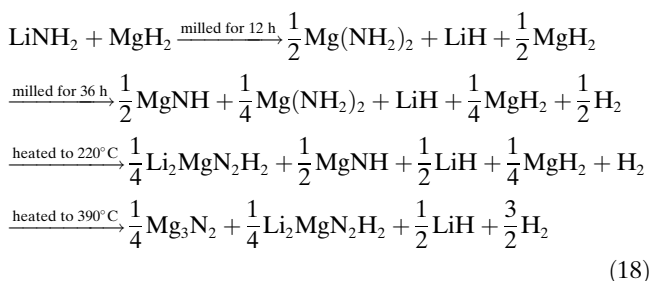 LiNH₂ + MgH₂ →(milled for 12 h) 1/2 Mg(NH₂)₂ + LiH + 1/2 MgH₂
→(milled for 36 h) 1/2 MgNH + 1/4 Mg(NH₂)₂ + LiH + 1/4 MgH₂ + 1/2 H₂
→(heated to 220°C) 1/4 Li₂MgN₂H₂ + 1/2 MgNH + 1/2 LiH + 1/4 MgH₂ + H₂
→(heated to 390°C) 1/4 Mg₃N₂ + 1/4 Li₂MgN₂H₂ + 1/2 LiH + 3/2 H₂
(18)